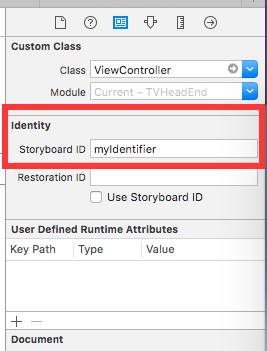 Custom Class
Class ViewController
Module Current – TVHeadEnd
Identity
Storyboard ID myIdentifier
Restoration ID
Use Storyboard ID
User Defined Runtime Attributes
Key Path Type Value
+ −
Document